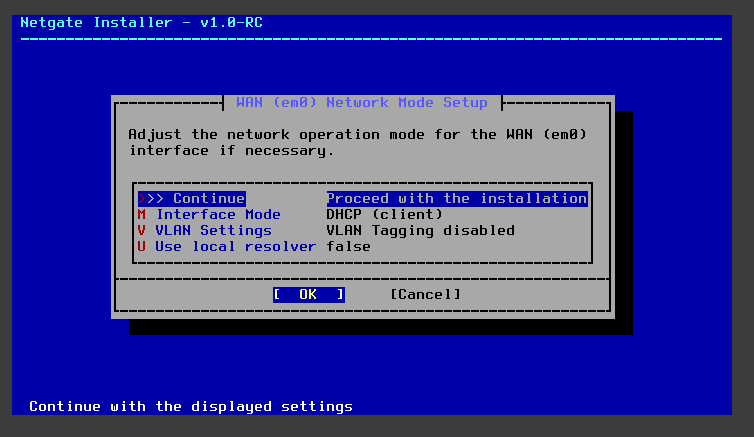 Netgate Installer - v1.0-RC
WAN (em0) Network Mode Setup
Adjust the network operation mode for the WAN (em0)
interface if necessary.
>>> Continue Proceed with the installation
M Interface Mode DHCP (client)
V VLAN Settings VLAN Tagging disabled
U Use local resolver false
[ OK ] [Cancel]
Continue with the displayed settings